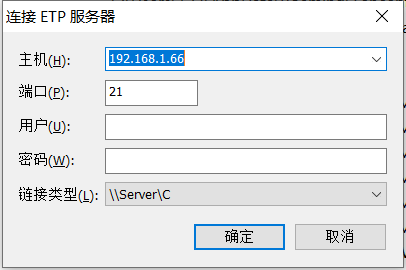 连接 ETP 服务器
主机(H): 192.168.1.66
端口(P): 21
用户(U):
密码(W):
链接类型(L): \\Server\C
确定 取消